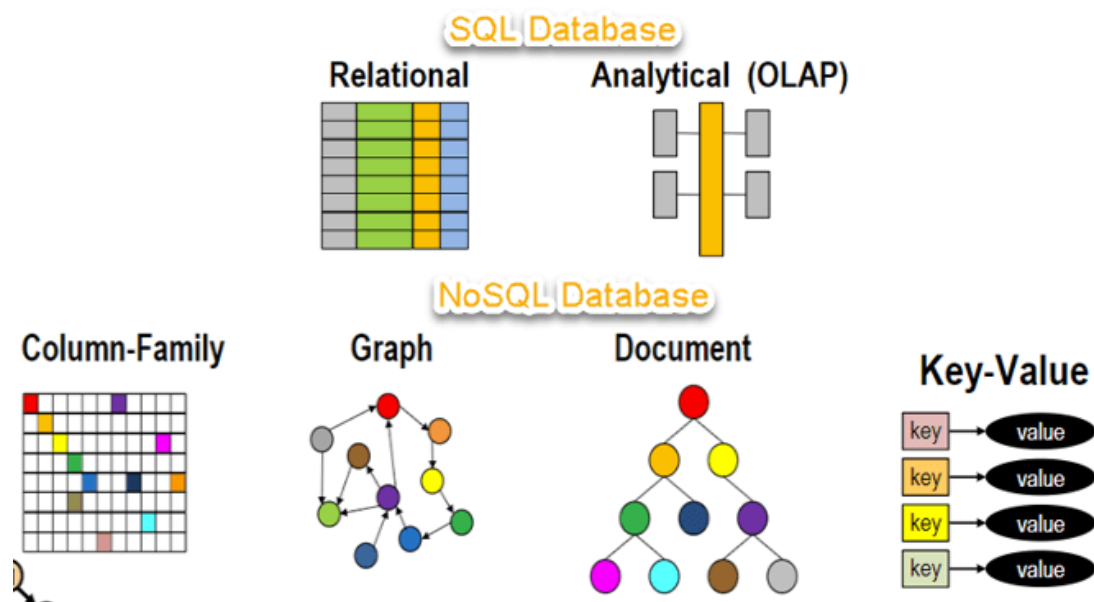 SQL Database
Relational
Analytical (OLAP)
NoSQL Database
Column-Family
Graph
Document
Key-Value
key value
key value
key value
key value